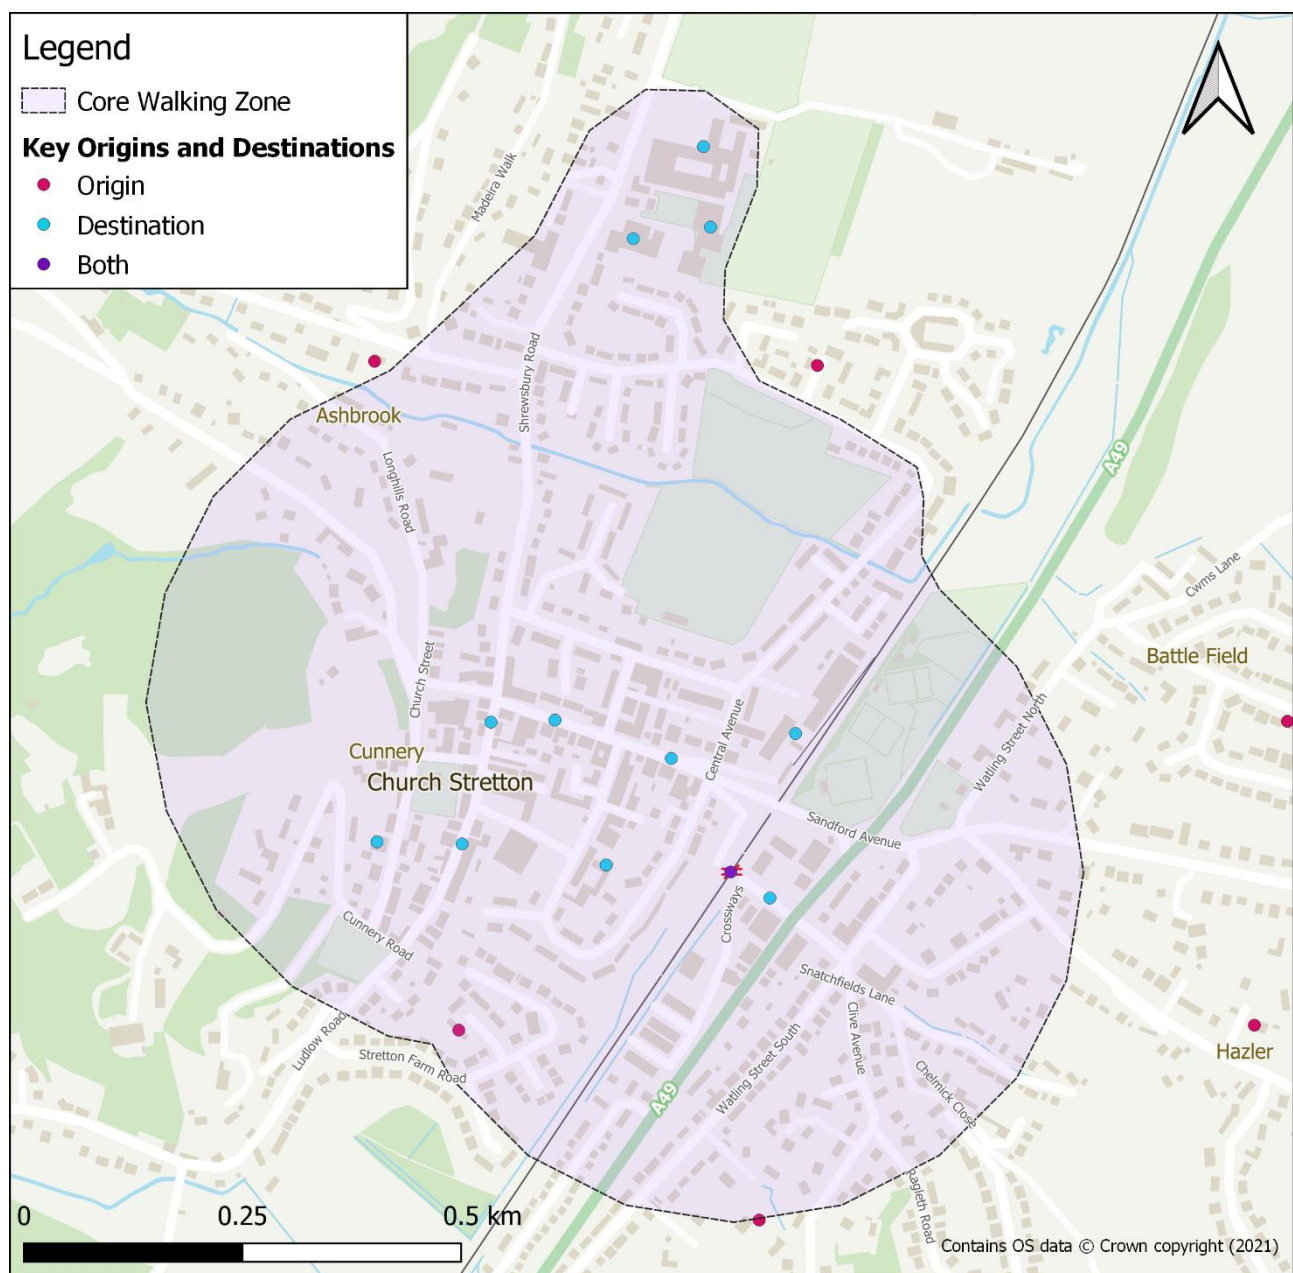 Legend
Core Walking Zone
Key Origins and Destinations
Origin
Destination
Both
Madeira Walk
Shrewsbury Road
Ashbrook
Longhills Road
A49
Cwms Lane
Battle Field
Church Street
Watling Street North
Central Avenue
Cunnery
Church Stretton
Sandford Avenue
Crossways
Cunnery Road
Snatchfields Lane
Clive Avenue
Ludlow Road
Stretton Farm Road
Watling Street South
Hazler
Chelmick Close
A49
Ragleth Road
0 0.25 0.5 km
Contains OS data © Crown copyright (2021)